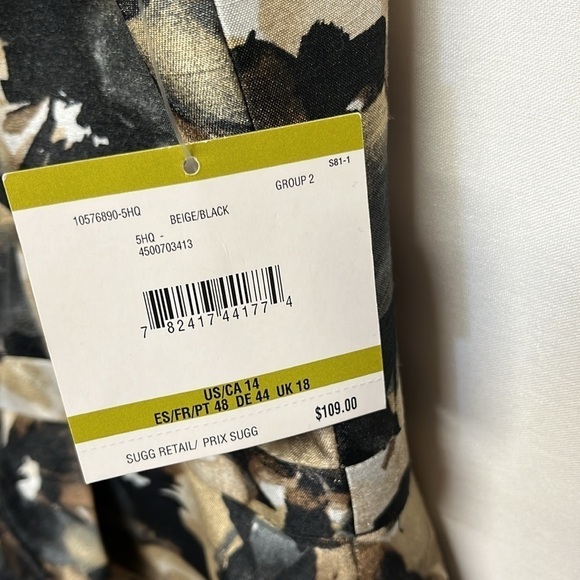 S81-1
GROUP 2
10576890-5HQ BEIGE/BLACK
5HQ -
4500703413
7 82417 44177 4
US/CA 14
ES/FR/PT 48 DE 44 UK 18
$109.00
SUGG RETAIL/ PRIX SUGG